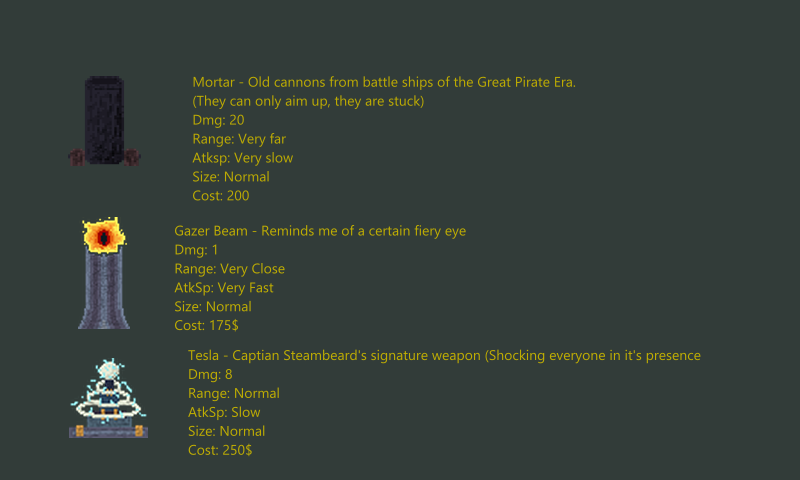 Mortar - Old cannons from battle ships of the Great Pirate Era.
(They can only aim up, they are stuck)
Dmg: 20
Range: Very far
Atksp: Very slow
Size: Normal
Cost: 200
Gazer Beam - Reminds me of a certain fiery eye
Dmg: 1
Range: Very Close
AtkSp: Very Fast
Size: Normal
Cost: 175$
Tesla - Captian Steambeard's signature weapon (Shocking everyone in it's presence
Dmg: 8
Range: Normal
AtkSp: Slow
Size: Normal
Cost: 250$